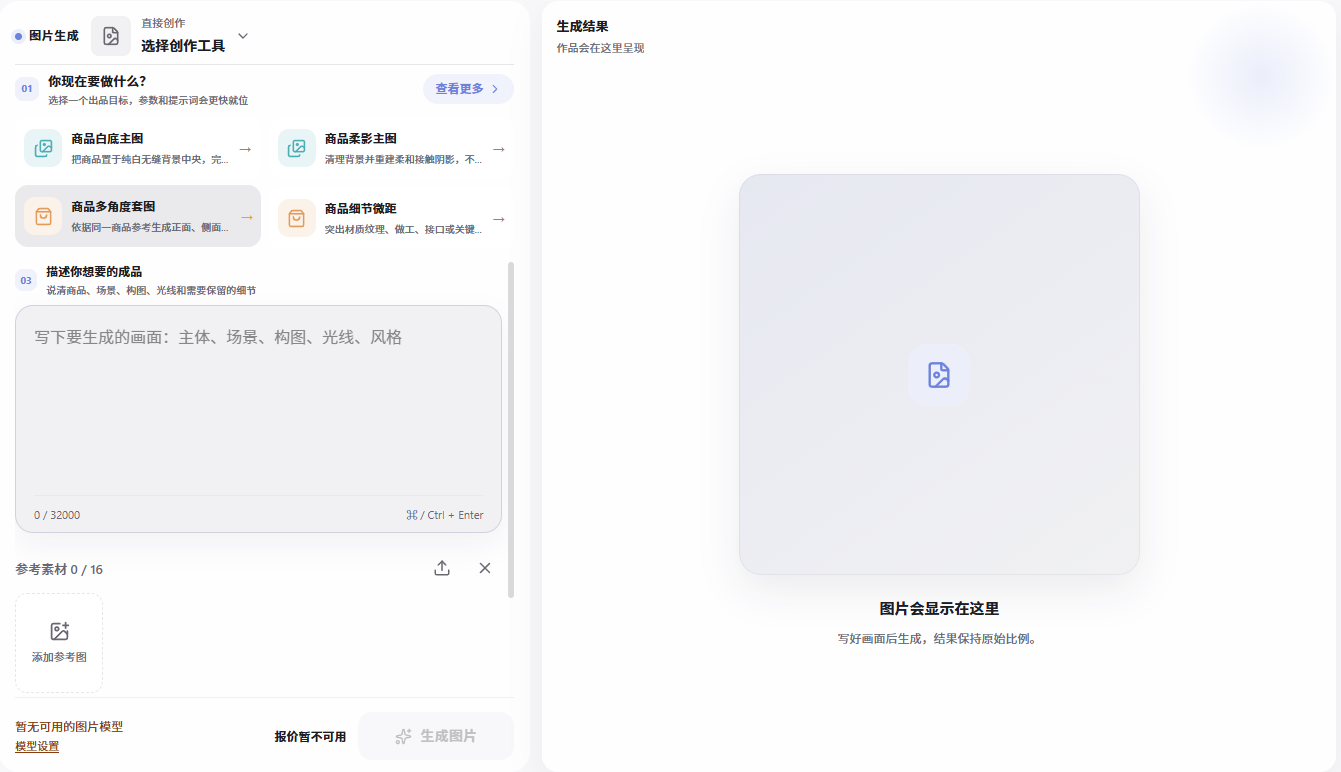 图片生成
直接创作
选择创作工具
01
你现在要做什么？
选择一个出品目标，参数和提示词会更快就位
查看更多
商品白底主图
把商品置于纯白无缝背景中央，完...
商品柔影主图
清理背景并重建柔和接触阴影，不...
商品多角度套图
依据同一商品参考生成正面、侧面...
商品细节微距
突出材质纹理、做工、接口或关键...
03
描述你想要的成品
说清商品、场景、构图、光线和需要保留的细节
写下要生成的画面：主体、场景、构图、光线、风格
0 / 32000
⌘ / Ctrl + Enter
参考素材 0 / 16
添加参考图
暂无可用的图片模型
模型设置
报价暂不可用
生成图片
生成结果
作品会在这里呈现
图片会显示在这里
写好画面后生成，结果保持原始比例。